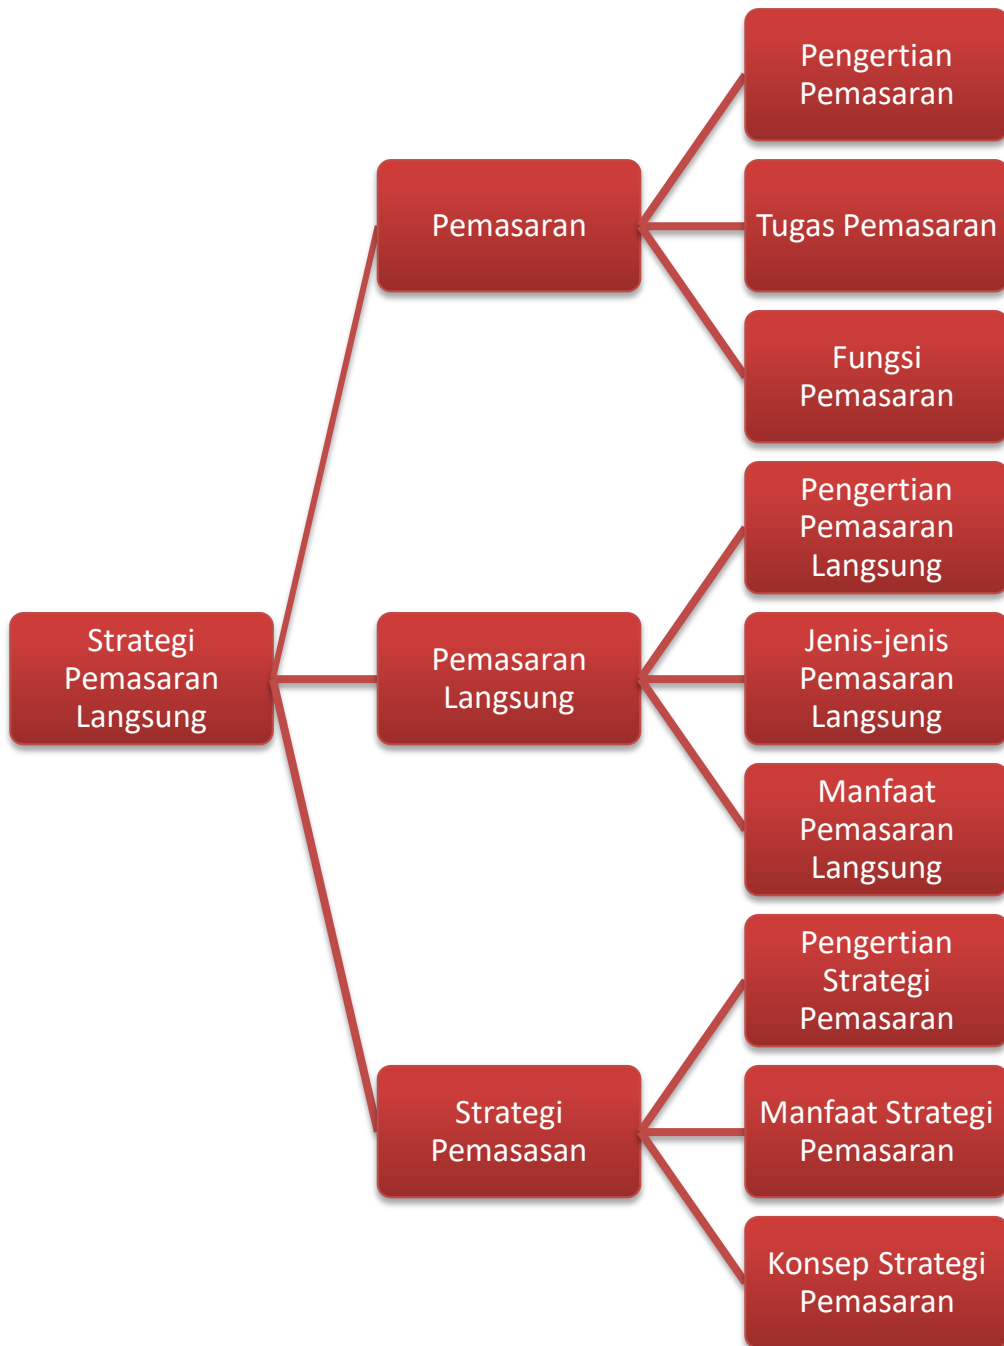 Strategi
Pemasaran
Langsung
Pemasaran
Pengertian
Pemasaran
Tugas Pemasaran
Fungsi
Pemasaran
Pemasaran
Langsung
Pengertian
Pemasaran
Langsung
Jenis-jenis
Pemasaran
Langsung
Manfaat
Pemasaran
Langsung
Strategi
Pemasasan
Pengertian
Strategi
Pemasaran
Manfaat Strategi
Pemasaran
Konsep Strategi
Pemasaran